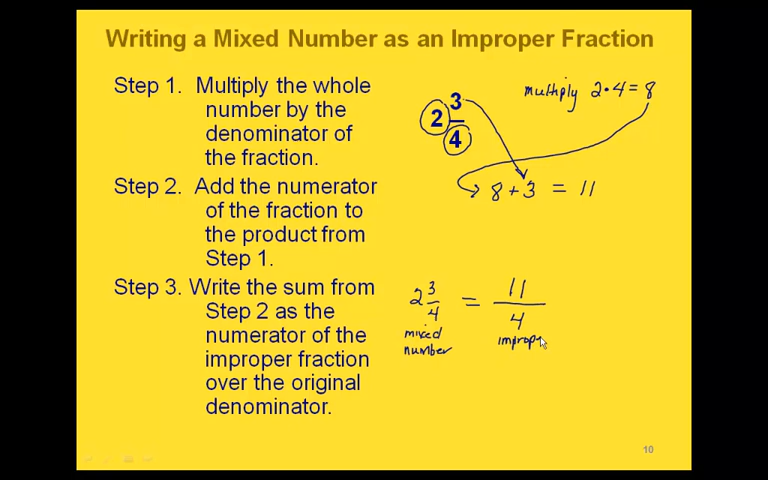 Writing a Mixed Number as an Improper Fraction
Step 1. Multiply the whole
number by the
denominator of
the fraction.
Step 2. Add the numerator
of the fraction to
the product from
Step 1.
Step 3. Write the sum from
Step 2 as the
numerator of the
improper fraction
over the original
denominator.
multiply 2•4=8
2 3/4
8+3 = 11
2 3/4 = 11/4
mixed
number
improp
10